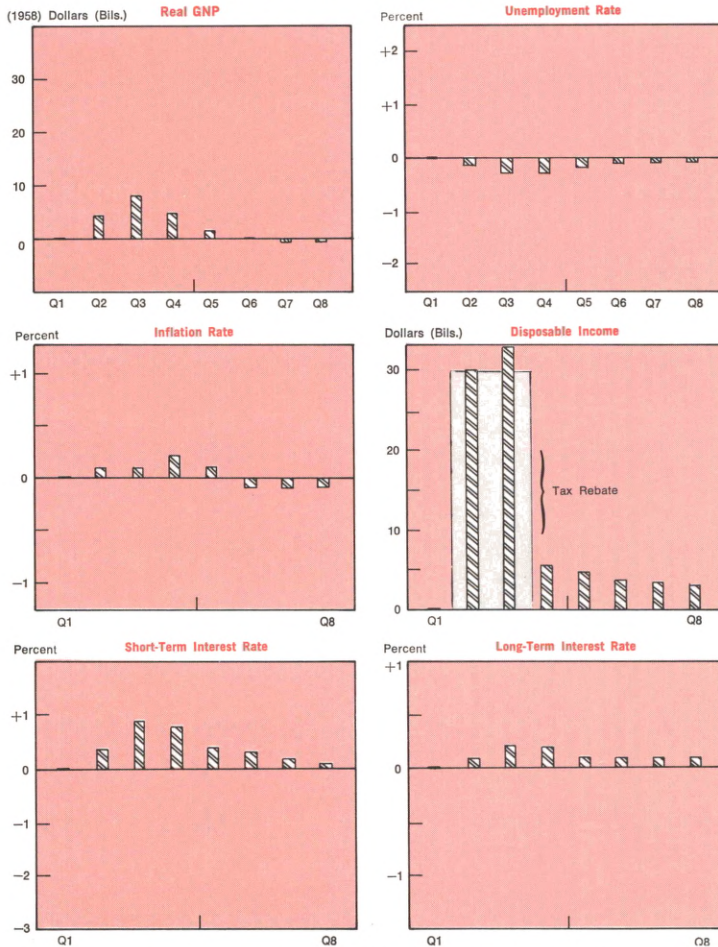 (1958) Dollars (Bils.) Real GNP
30
20
10
0
Q1 Q2 Q3 Q4 Q5 Q6 Q7 Q8
Percent Unemployment Rate
+2
+1
0
−1
−2
Q1 Q2 Q3 Q4 Q5 Q6 Q7 Q8
Percent Inflation Rate
+1
0
−1
Q1 Q8
Dollars (Bils.) Disposable Income
30
20
10
0
Tax Rebate
Q1 Q8
Percent Short-Term Interest Rate
+1
0
−1
−2
−3
Q1 Q8
Percent Long-Term Interest Rate
+1
0
−1
Q1 Q8